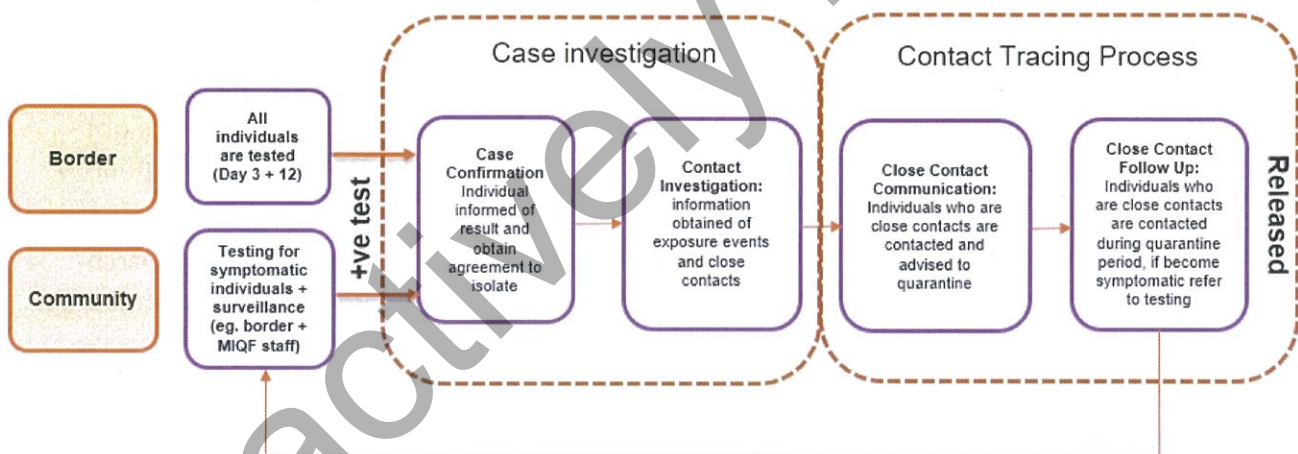 Case investigation
Contact Tracing Process
Border
All
individuals
are tested
(Day 3 + 12)
Community
Testing for
symptomatic
individuals +
surveillance
(eg. border +
MIQF staff)
+ve test
Case
Confirmation
Individual
informed of
result and
obtain
agreement to
isolate
Contact
Investigation:
information
obtained of
exposure events
and close
contacts
Close Contact
Communication:
Individuals who are
close contacts are
contacted and
advised to
quarantine
Close Contact
Follow Up:
Individuals who
are close contacts
are contacted
during quarantine
period, if become
symptomatic refer
to testing
Released
actively